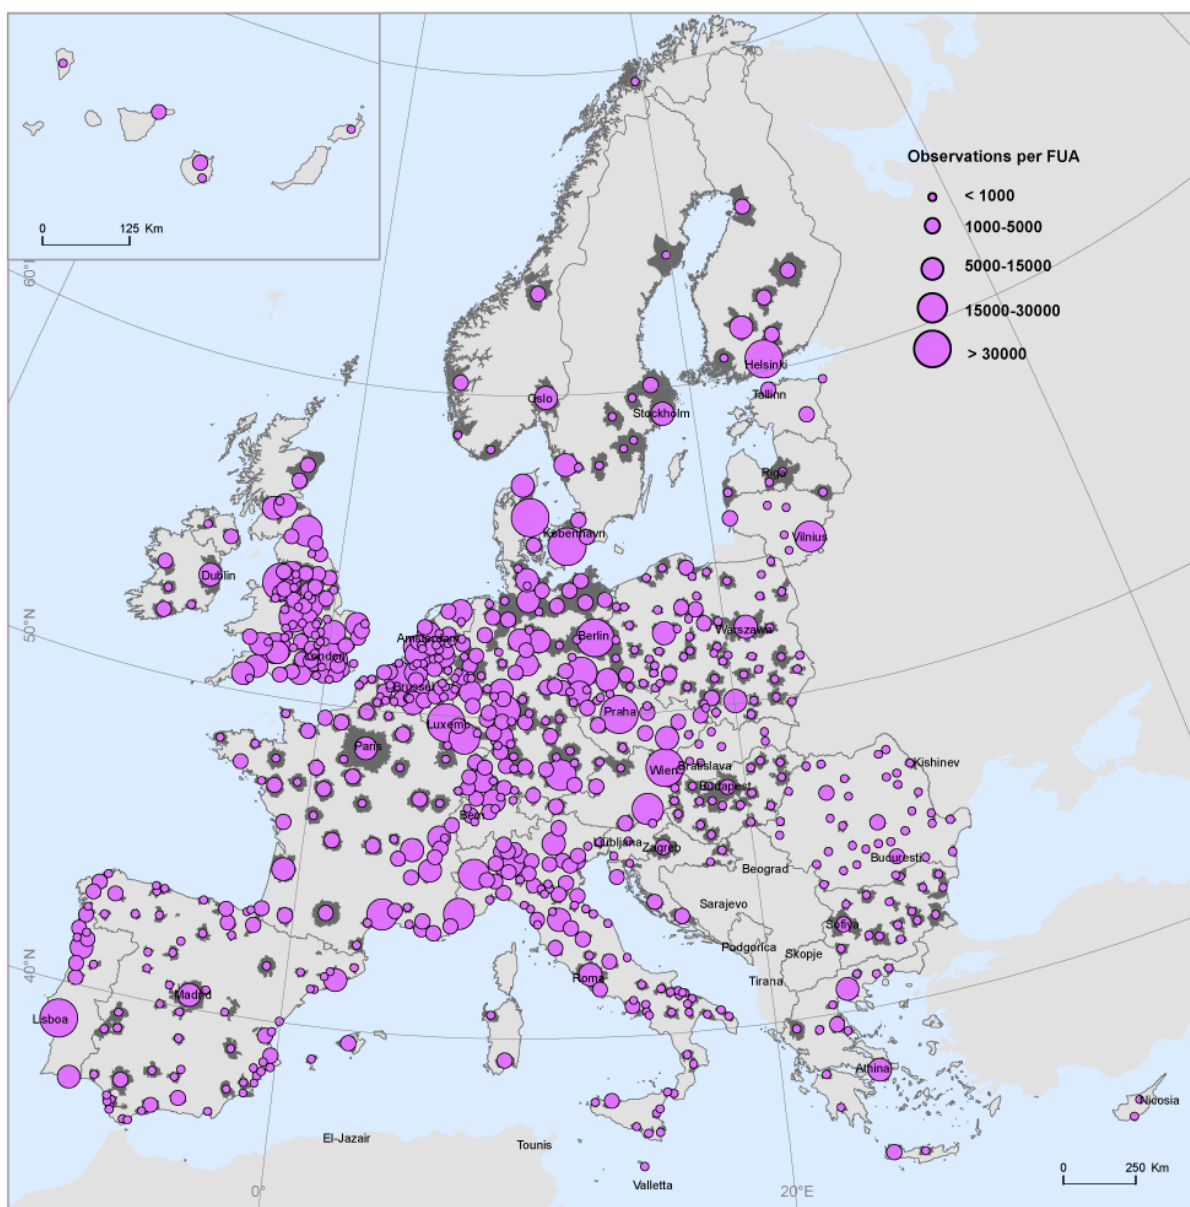 0 125 Km
Observations per FUA
< 1000
1000-5000
5000-15000
15000-30000
> 30000
Helsinki
Oslo
Tallinn
Stockholm
Riga
København
Vilnius
Dublin
Amsterdam
Berlin
Warszawa
London
Brussel
Praha
Luxemb
Paris
Wien
Bratislava
Kishinev
Budapest
Bern
Ljubljana
Zagreb
Beograd
Bucuresti
Sarajevo
Sofiya
Podgorica
Skopje
Tirana
Roma
Madrid
Lisboa
Athina
Nicosia
El-Jazair
Tounis
Valletta
50°N
40°N
0°
20°E
0 250 Km